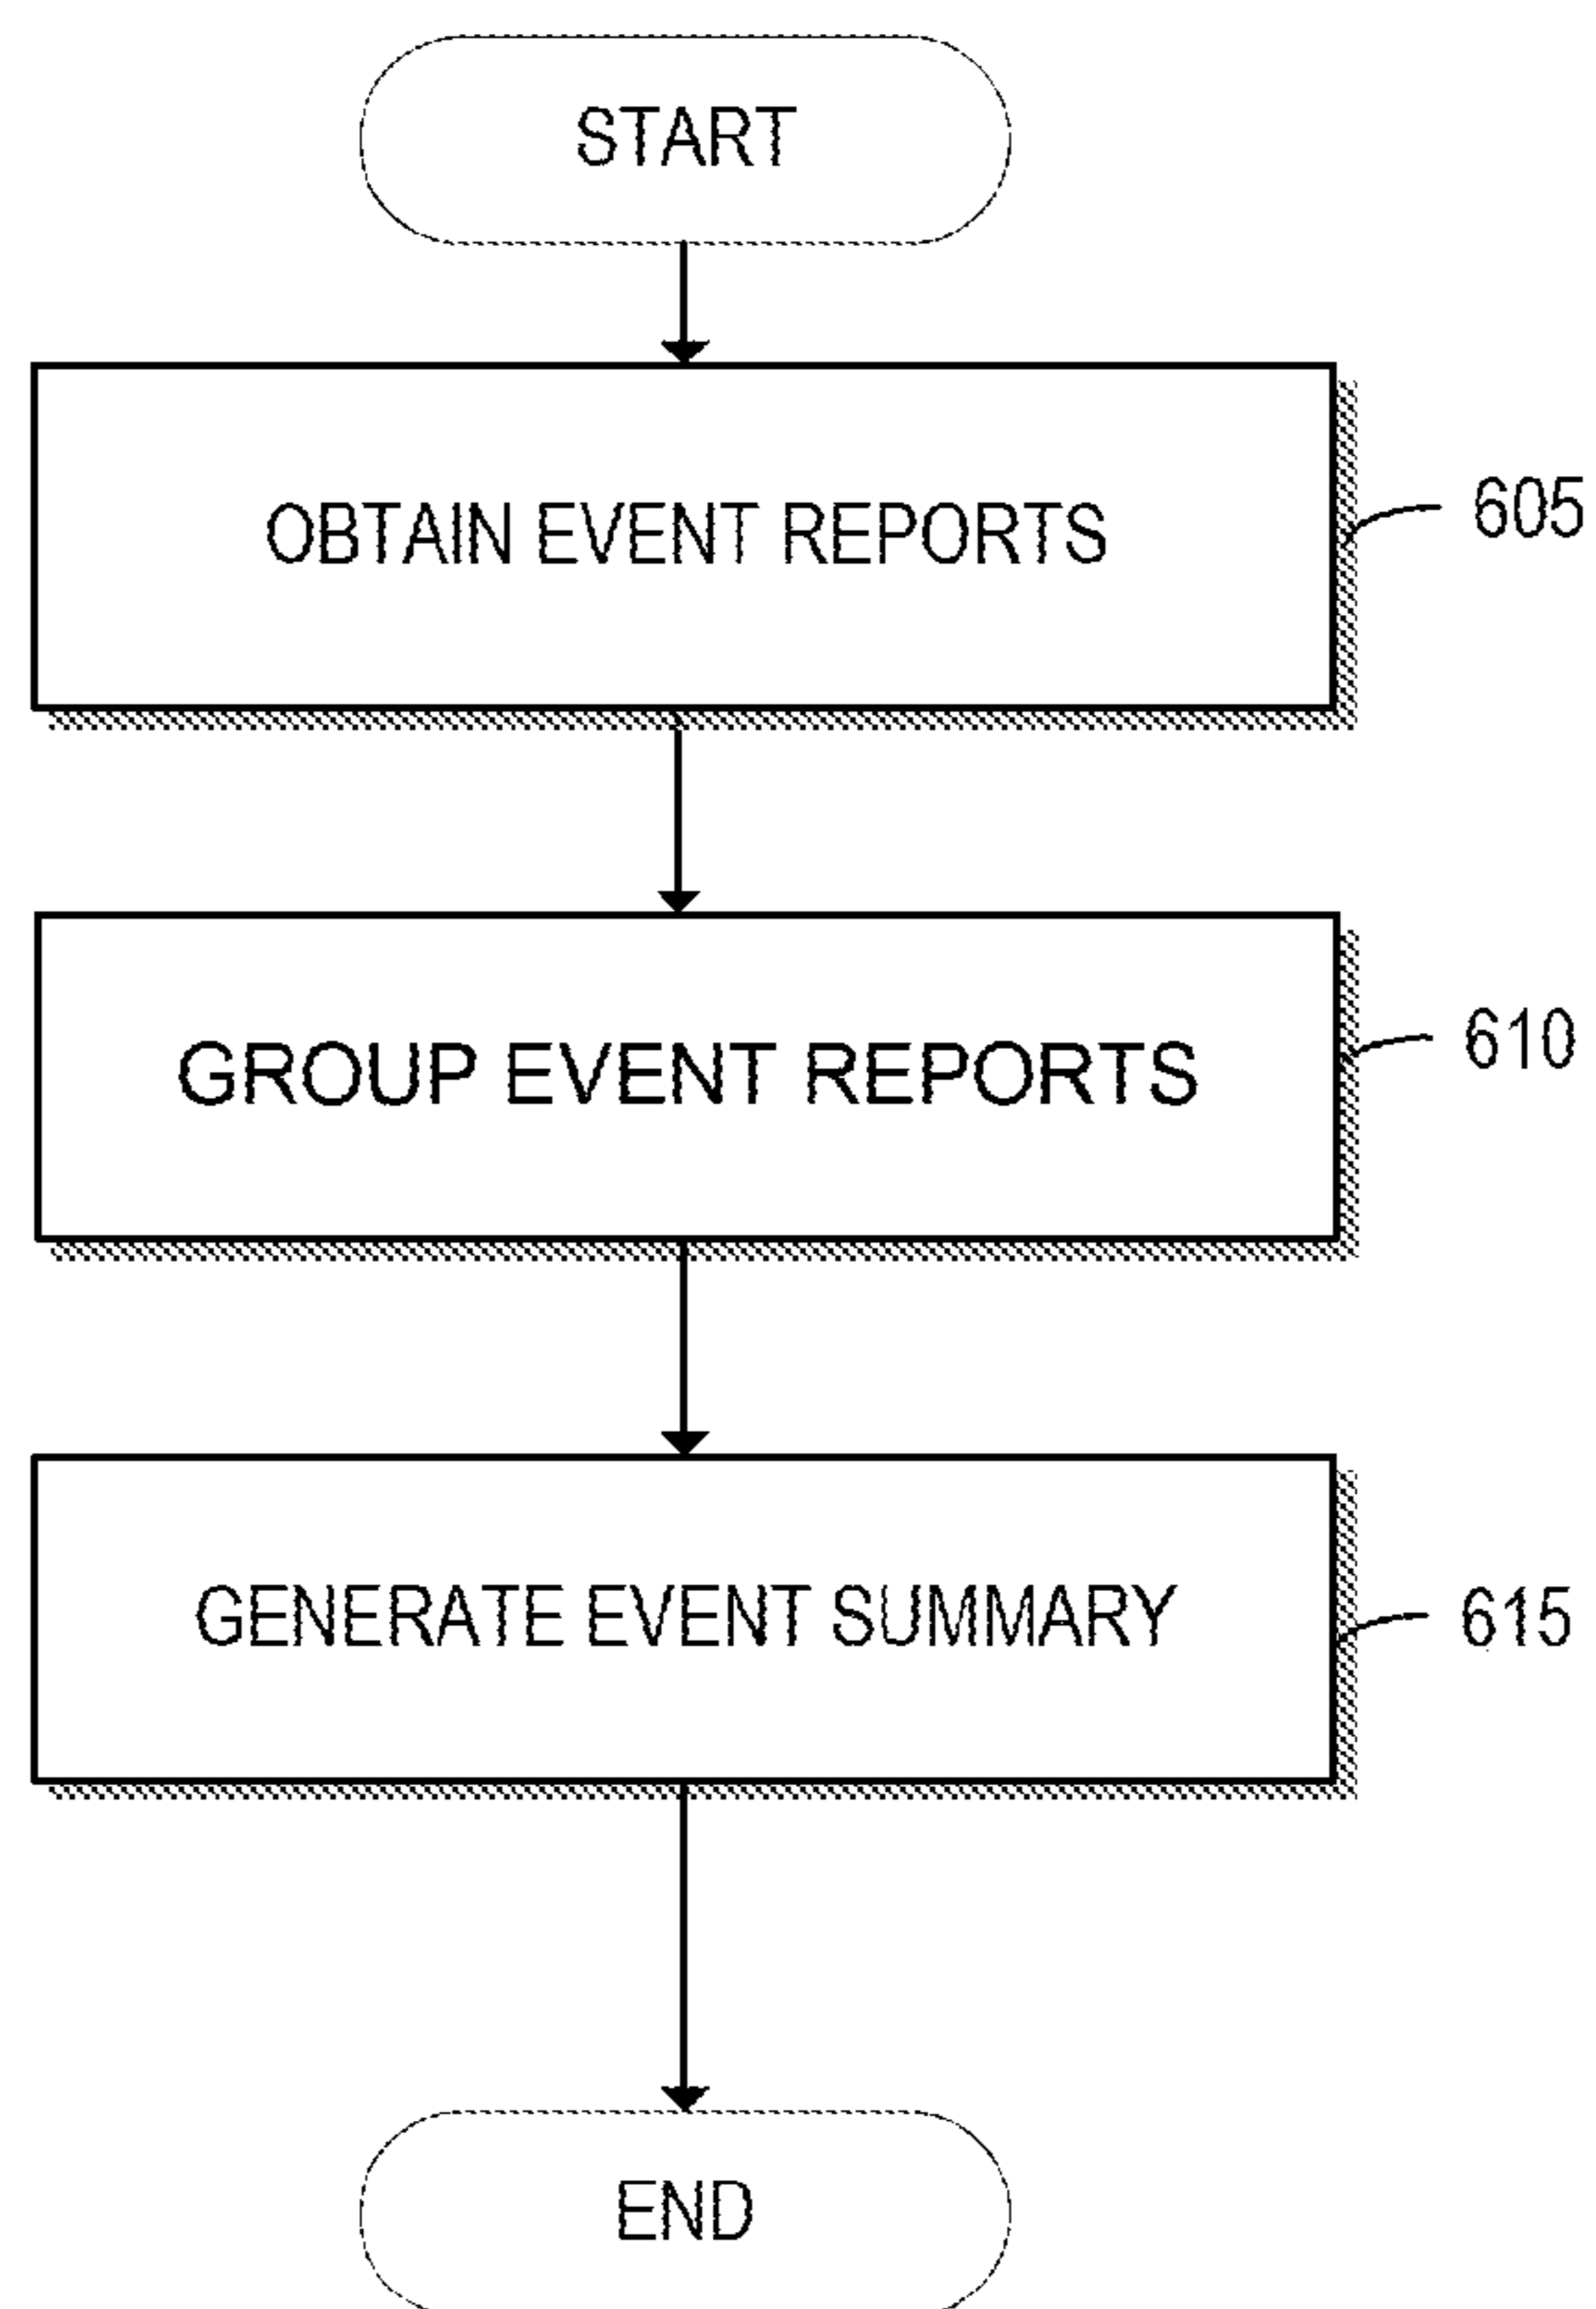 START
OBTAIN EVENT REPORTS
605
GROUP EVENT REPORTS
610
GENERATE EVENT SUMMARY
615
END